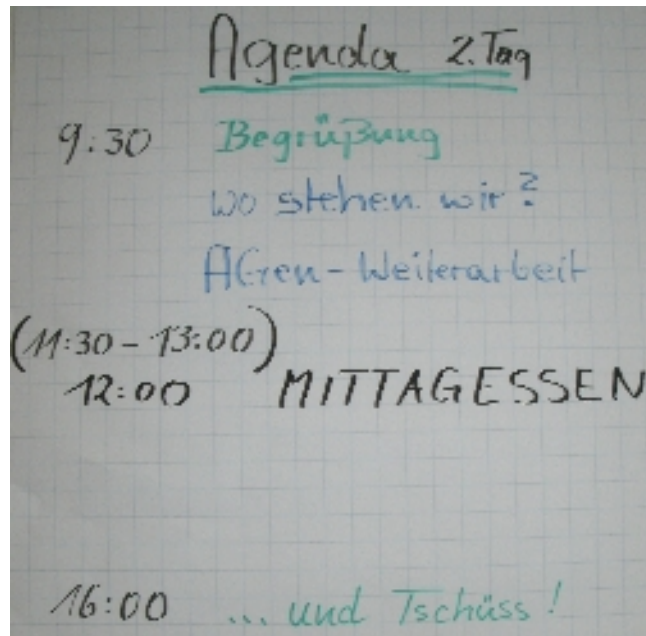 Agenda 2. Tag
9:30 Begrüßung
wo stehen wir?
AGren-Weiterarbeit
(11:30 - 13:00)
12:00 MITTAGESSEN
16:00 ... und Tschüss!